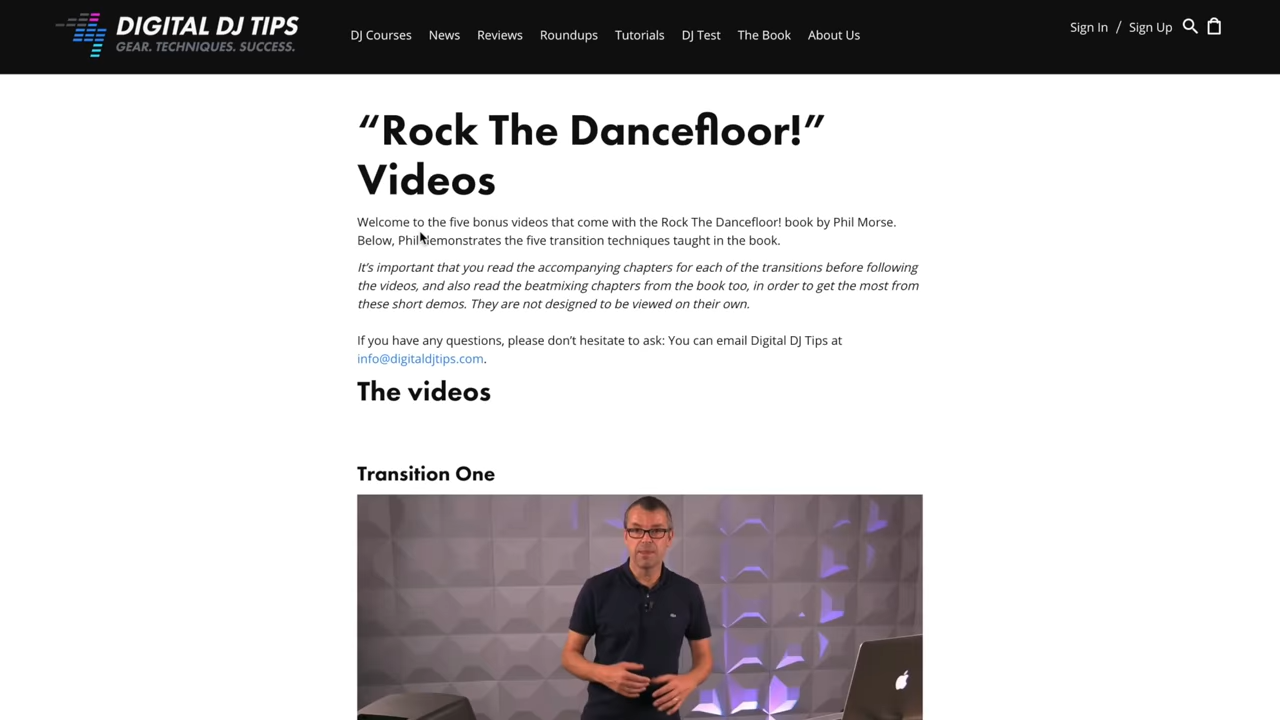 DIGITAL DJ TIPS
GEAR. TECHNIQUES. SUCCESS.
DJ Courses News Reviews Roundups Tutorials DJ Test The Book About Us
Sign In / Sign Up
“Rock The Dancefloor!”
Videos
Welcome to the five bonus videos that come with the Rock The Dancefloor! book by Phil Morse.
Below, Phil demonstrates the five transition techniques taught in the book.
It’s important that you read the accompanying chapters for each of the transitions before following
the videos, and also read the beatmixing chapters from the book too, in order to get the most from
these short demos. They are not designed to be viewed on their own.
If you have any questions, please don’t hesitate to ask: You can email Digital DJ Tips at
info@digitaldjtips.com.
The videos
Transition One